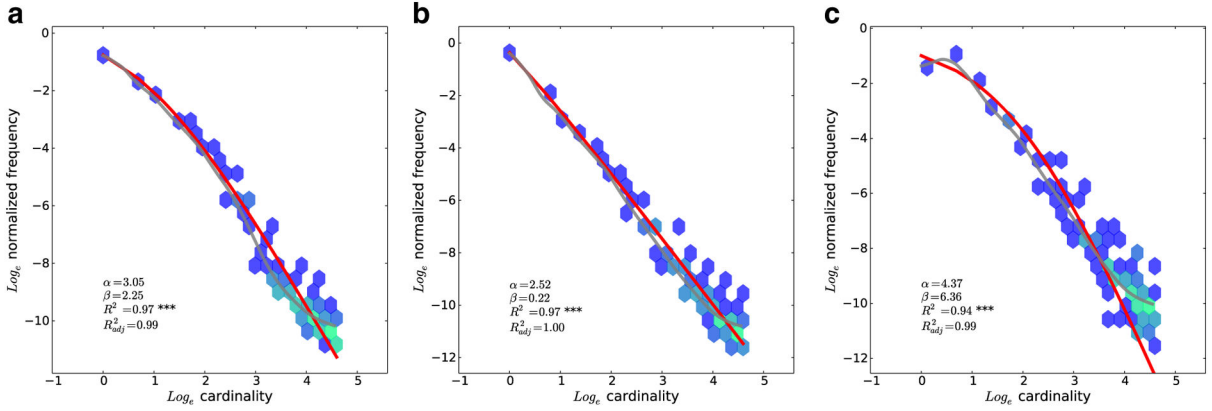 a
b
c
0
−2
−4
−6
−8
−10
Log_e normalized frequency
α=3.05
β=2.25
R²=0.97 ***
R²_adj=0.99
−1 0 1 2 3 4 5
Log_e cardinality
0
−2
−4
−6
−8
−10
−12
Log_e normalized frequency
α=2.52
β=0.22
R²=0.97 ***
R²_adj=1.00
−1 0 1 2 3 4 5
Log_e cardinality
0
−2
−4
−6
−8
−10
−12
Log_e normalized frequency
α=4.37
β=6.36
R²=0.94 ***
R²_adj=0.99
−1 0 1 2 3 4 5
Log_e cardinality